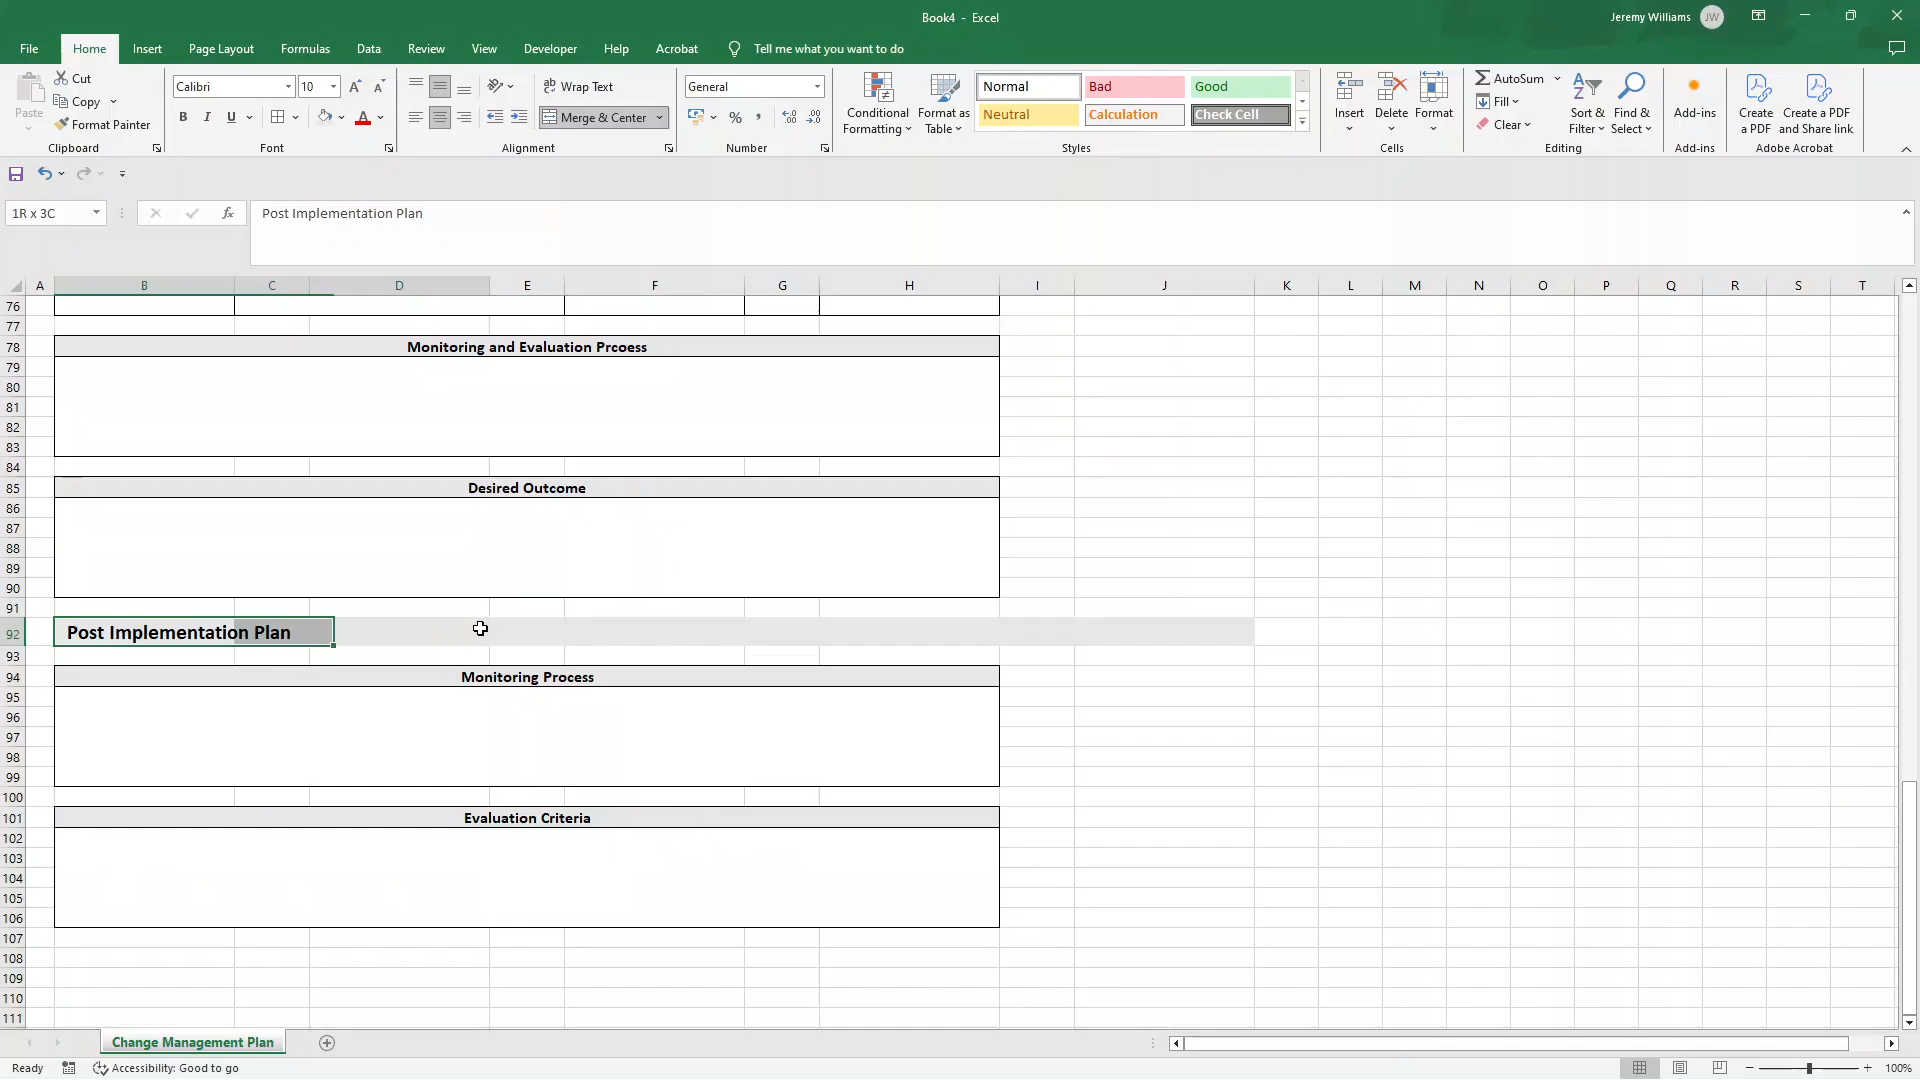 Book4 - Excel
Jeremy Williams JW
File Home Insert Page Layout Formulas Data Review View Developer Help Acrobat Tell me what you want to do
Paste
Cut
Copy
Format Painter
Clipboard
Calibri 10
B I U
Font
Wrap Text
Merge & Center
Alignment
General
Number
Conditional Formatting
Format as Table
Normal Bad Good
Neutral Calculation Check Cell
Styles
Insert Delete Format
Cells
AutoSum
Fill
Clear
Sort & Filter
Find & Select
Editing
Add-ins
Add-ins
Create a PDF
Create a PDF and Share link
Adobe Acrobat
1R x 3C fx Post Implementation Plan
A B C D E F G H I J K L M N O P Q R S T
76
77
78 Monitoring and Evaluation Prcoess
79
80
81
82
83
84
85 Desired Outcome
86
87
88
89
90
91
92 Post Implementation Plan
93
94 Monitoring Process
95
96
97
98
99
100
101 Evaluation Criteria
102
103
104
105
106
107
108
109
110
111
Change Management Plan
Ready Accessibility: Good to go 100%